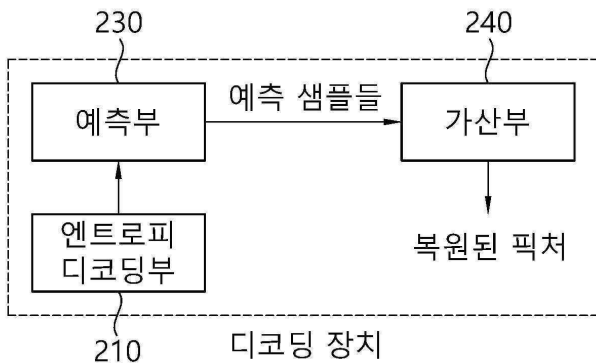 230
240
예측부
예측 샘플들
가산부
엔트로피
디코딩부
복원된 픽처
210
디코딩 장치